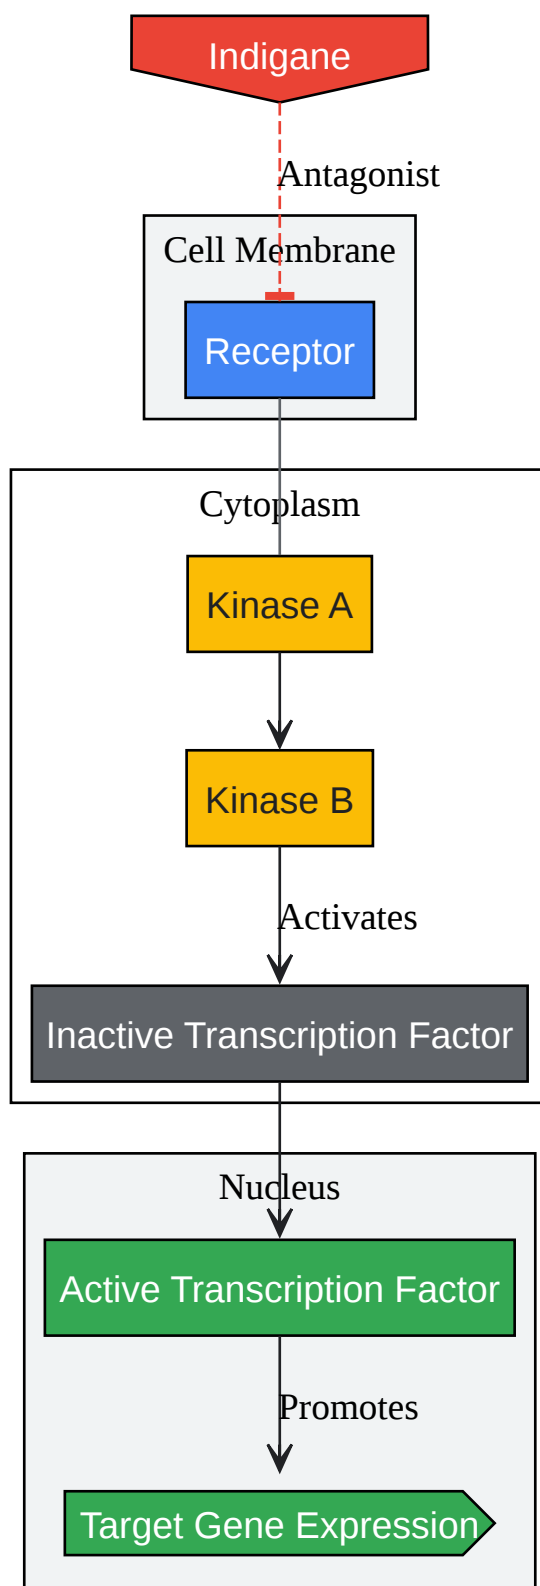 Indigane
Antagonist
Cell Membrane
Receptor
Cytoplasm
Kinase A
Kinase B
Activates
Inactive Transcription Factor
Nucleus
Active Transcription Factor
Promotes
Target Gene Expression